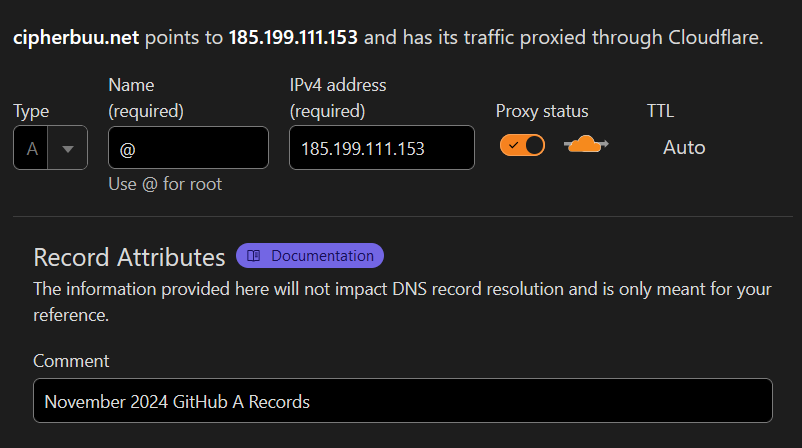 cipherbuu.net points to 185.199.111.153 and has its traffic proxied through Cloudflare.
Type
Name
(required)
IPv4 address
(required)
Proxy status
TTL
A
@
185.199.111.153
Auto
Use @ for root
Record Attributes
Documentation
The information provided here will not impact DNS record resolution and is only meant for your
reference.
Comment
November 2024 GitHub A Records